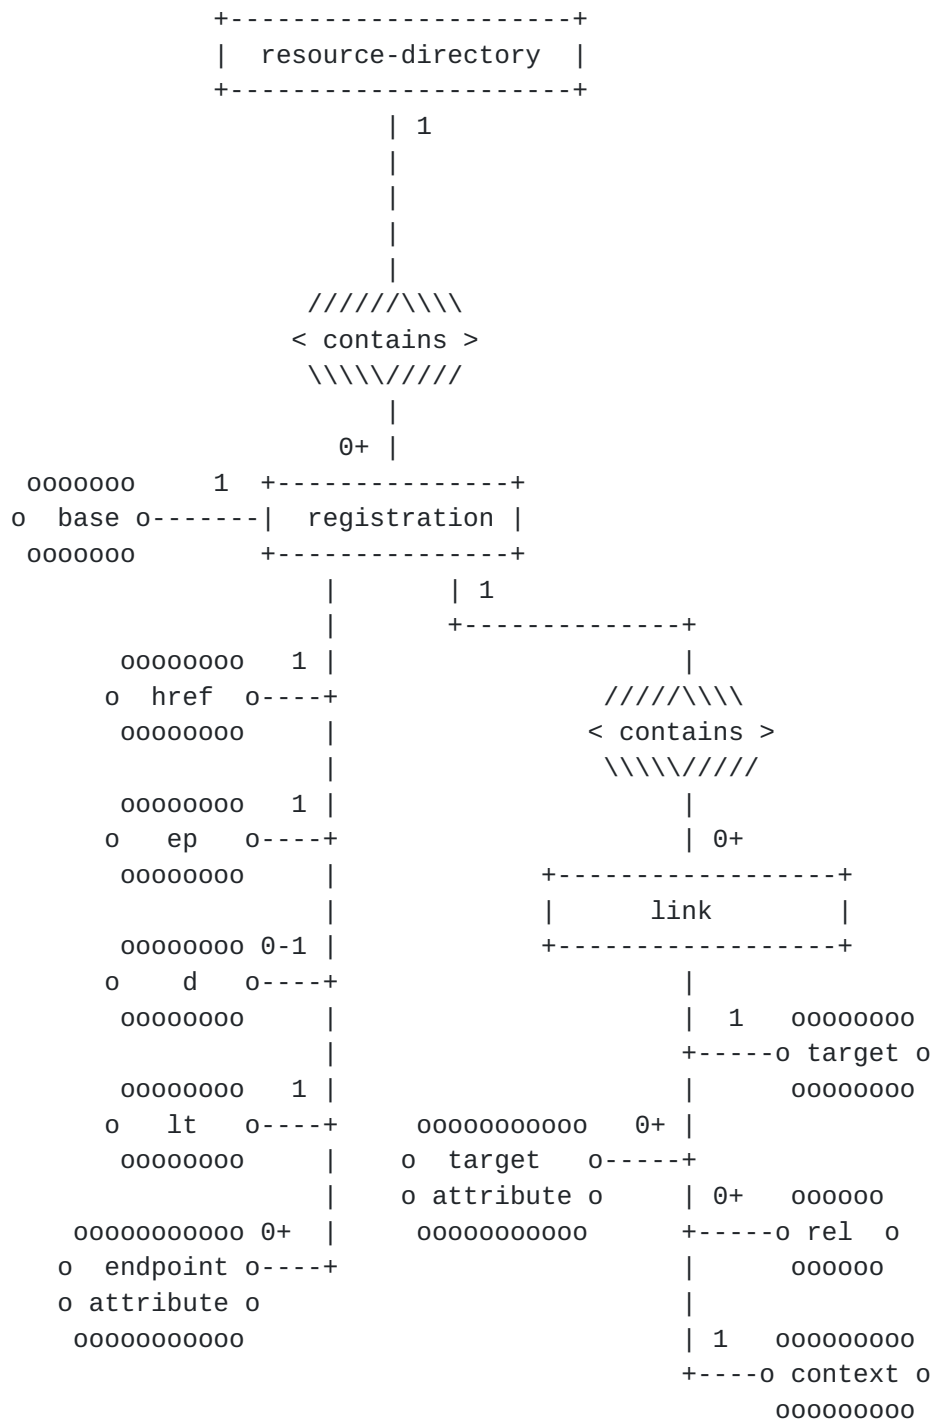 +----------------------+
                |  resource-directory  |
                +----------------------+
                           | 1
                           |
                           |
                           |
                           |
                      //////\\\\
                     < contains >
                      \\\\\/////
                           |
                        0+ |
    ooooooo     1  +---------------+
   o  base o-------|  registration |
    ooooooo        +---------------+
                       |       | 1
                       |       +--------------+
          oooooooo   1 |                      |
         o  href  o----+                 /////\\\\
          oooooooo     |                < contains >
                       |                 \\\\\/////
          oooooooo   1 |                      |
         o   ep   o----+                      | 0+
          oooooooo     |             +------------------+
                       |             |      link        |
          oooooooo 0-1 |             +------------------+
         o    d   o----+                      |
          oooooooo     |                      |  1   oooooooo
                       |                      +-----o target o
          oooooooo   1 |                      |      oooooooo
         o   lt   o----+     ooooooooooo   0+ |
          oooooooo     |    o  target   o-----+
                       |    o attribute o     | 0+   oooooo
       ooooooooooo 0+  |     ooooooooooo      +-----o rel  o
      o  endpoint o----+                      |      oooooo
      o attribute o                           |
       ooooooooooo                            | 1   ooooooooo
                                              +----o context o
                                                    ooooooooo